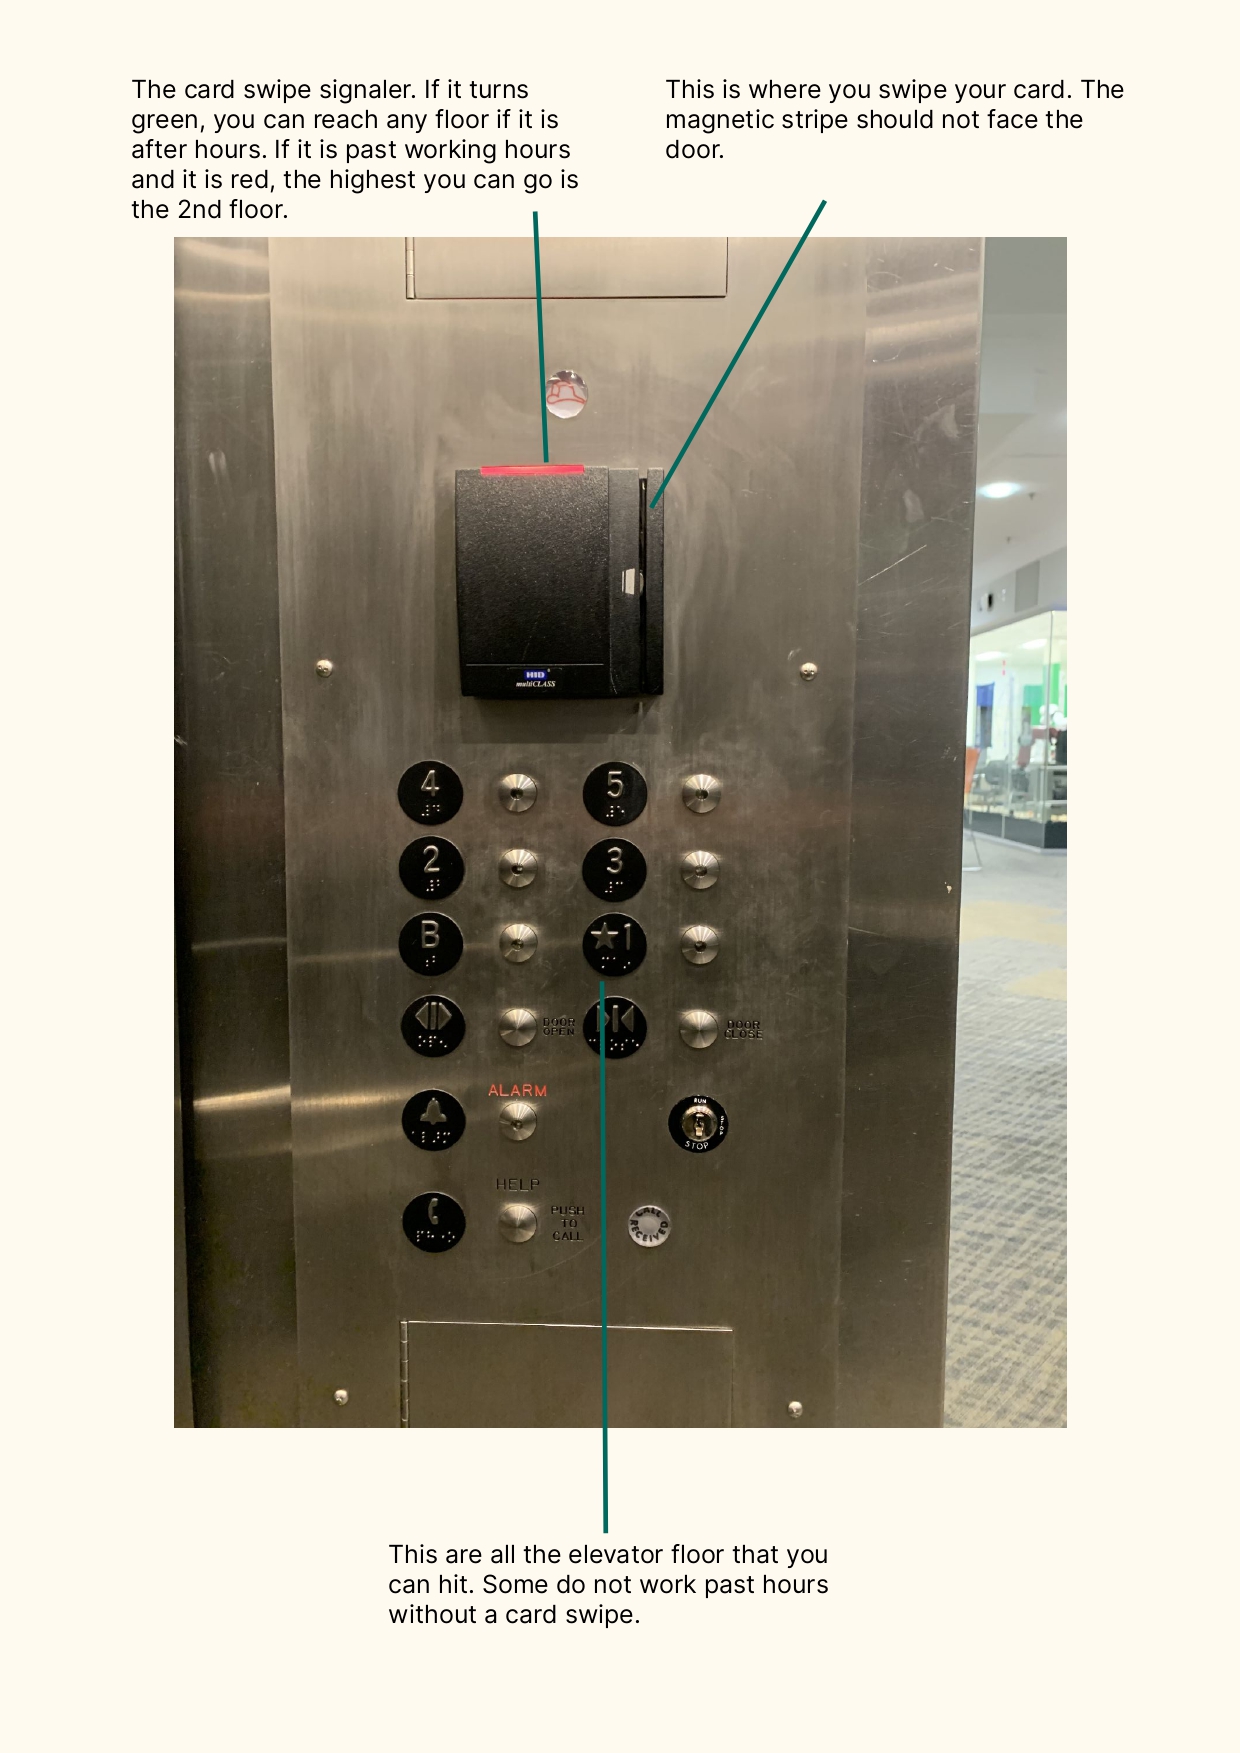 The card swipe signaler. If it turns
green, you can reach any floor if it is
after hours. If it is past working hours
and it is red, the highest you can go is
the 2nd floor.
This is where you swipe your card. The
magnetic stripe should not face the
door.
HID
multiCLASS
4
5
2
3
B
★1
DOOR
OPEN
DOOR
CLOSE
ALARM
RUN
STOP
STOP
HELP
PUSH
TO
CALL
CALL
RECEIVED
This are all the elevator floor that you
can hit. Some do not work past hours
without a card swipe.